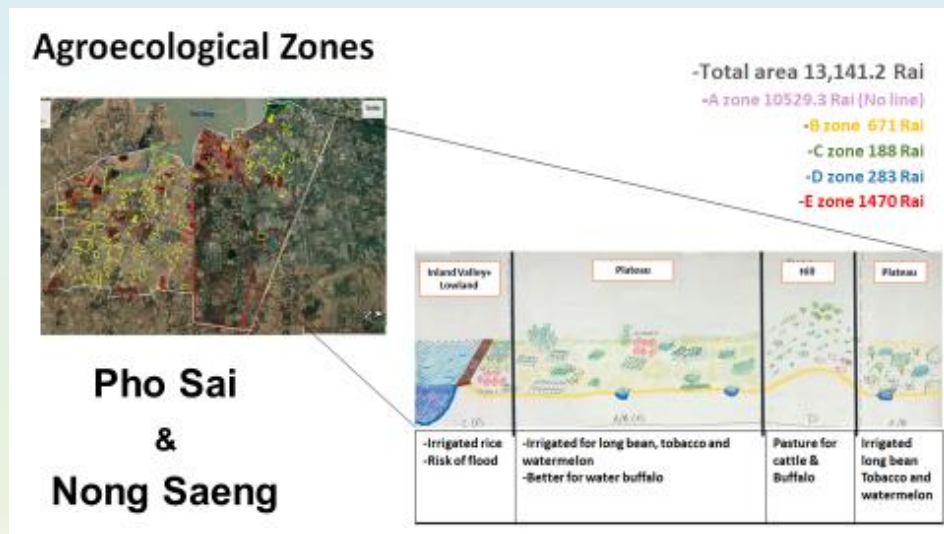 Agroecological Zones
-Total area 13,141.2 Rai
-A zone 10529.3 Rai (No line)
-B zone 671 Rai
-C zone 188 Rai
-D zone 283 Rai
-E zone 1470 Rai
Pho Sai
&
Nong Saeng
Inland Valley+
Lowland
Plateau
Hill
Plateau
-Irrigated rice
-Risk of flood
-Irrigated for long bean, tobacco and
watermelon
-Better for water buffalo
Pasture for
cattle &
Buffalo
Irrigated
long bean
Tobacco and
watermelon